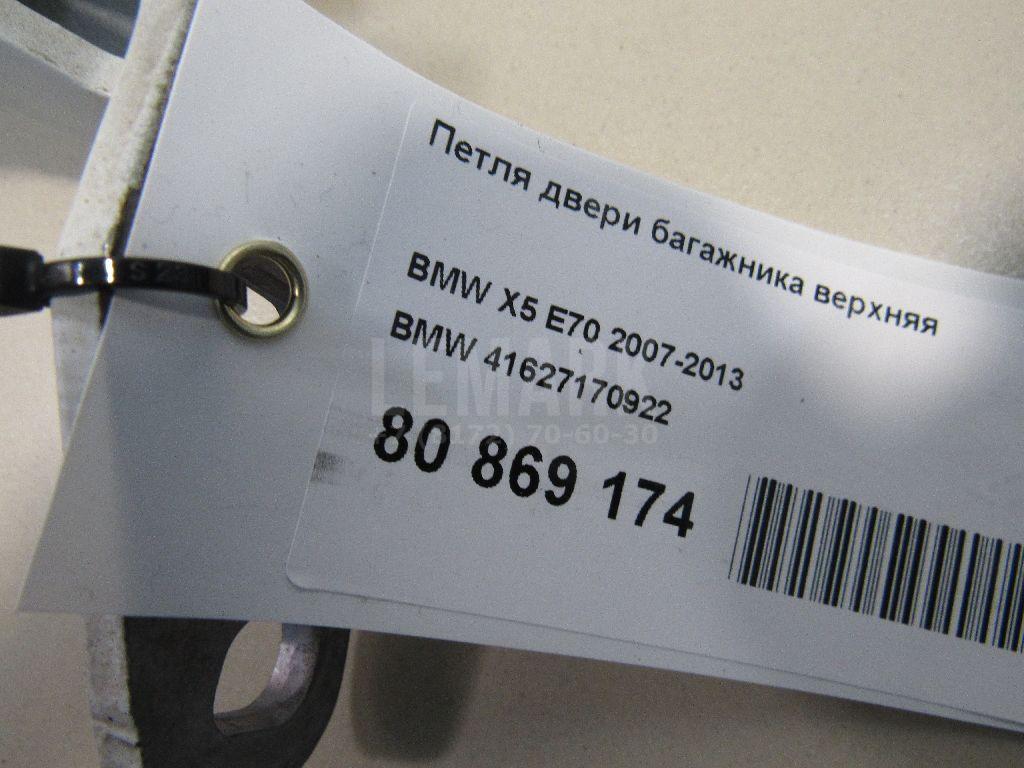 Петля двери багажника верхняя
BMW X5 E70 2007-2013
BMW 41627170922
LEMARK
70-60-30
80 869 174